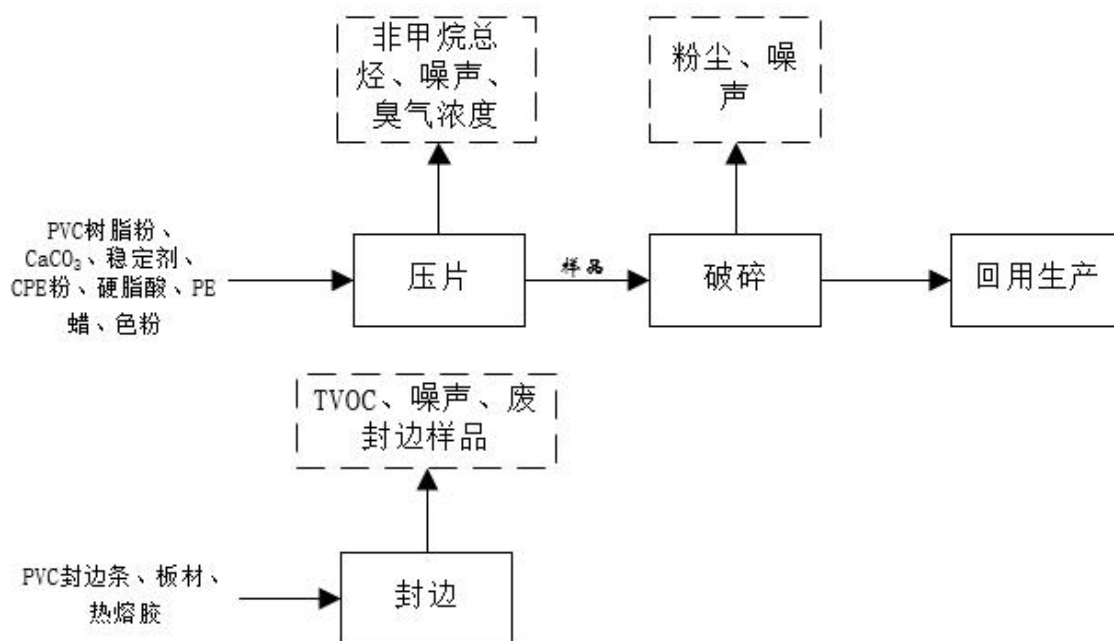 非甲烷总
烃、噪声、
臭气浓度
粉尘、噪
声
PVC树脂粉、
CaCO₃、稳定剂、
CPE粉、硬脂酸、PE
蜡、色粉
压片
样品
破碎
回用生产
TVOC、噪声、废
封边样品
PVC封边条、板材、
热熔胶
封边